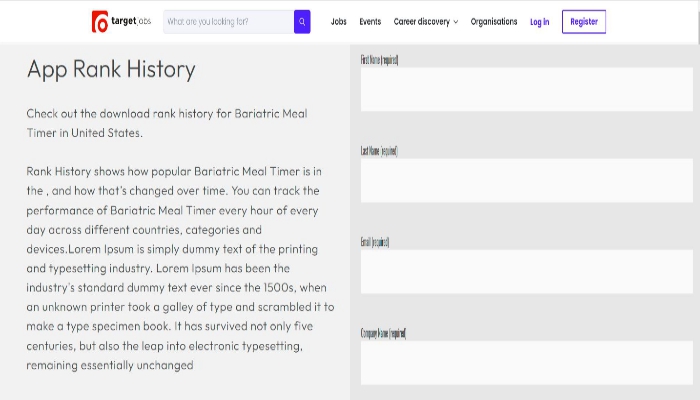 targetjobs
What are you looking for?
Jobs
Events
Career discovery
Organisations
Log in
Register
App Rank History
Check out the download rank history for Bariatric Meal
Timer in United States.
Rank History shows how popular Bariatric Meal Timer is in
the , and how that's changed over time. You can track the
performance of Bariatric Meal Timer every hour of every
day across different countries, categories and
devices.Lorem Ipsum is simply dummy text of the printing
and typesetting industry. Lorem Ipsum has been the
industry's standard dummy text ever since the 1500s, when
an unknown printer took a galley of type and scrambled it to
make a type specimen book. It has survived not only five
centuries, but also the leap into electronic typesetting,
remaining essentially unchanged
First Name (required)
Last Name (required)
Email (required)
Company Name (required)